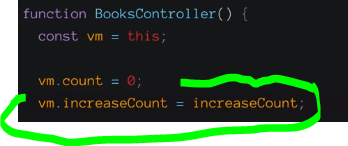 function BooksController() {
const vm = this;
vm.count = 0;
vm.increaseCount = increaseCount;